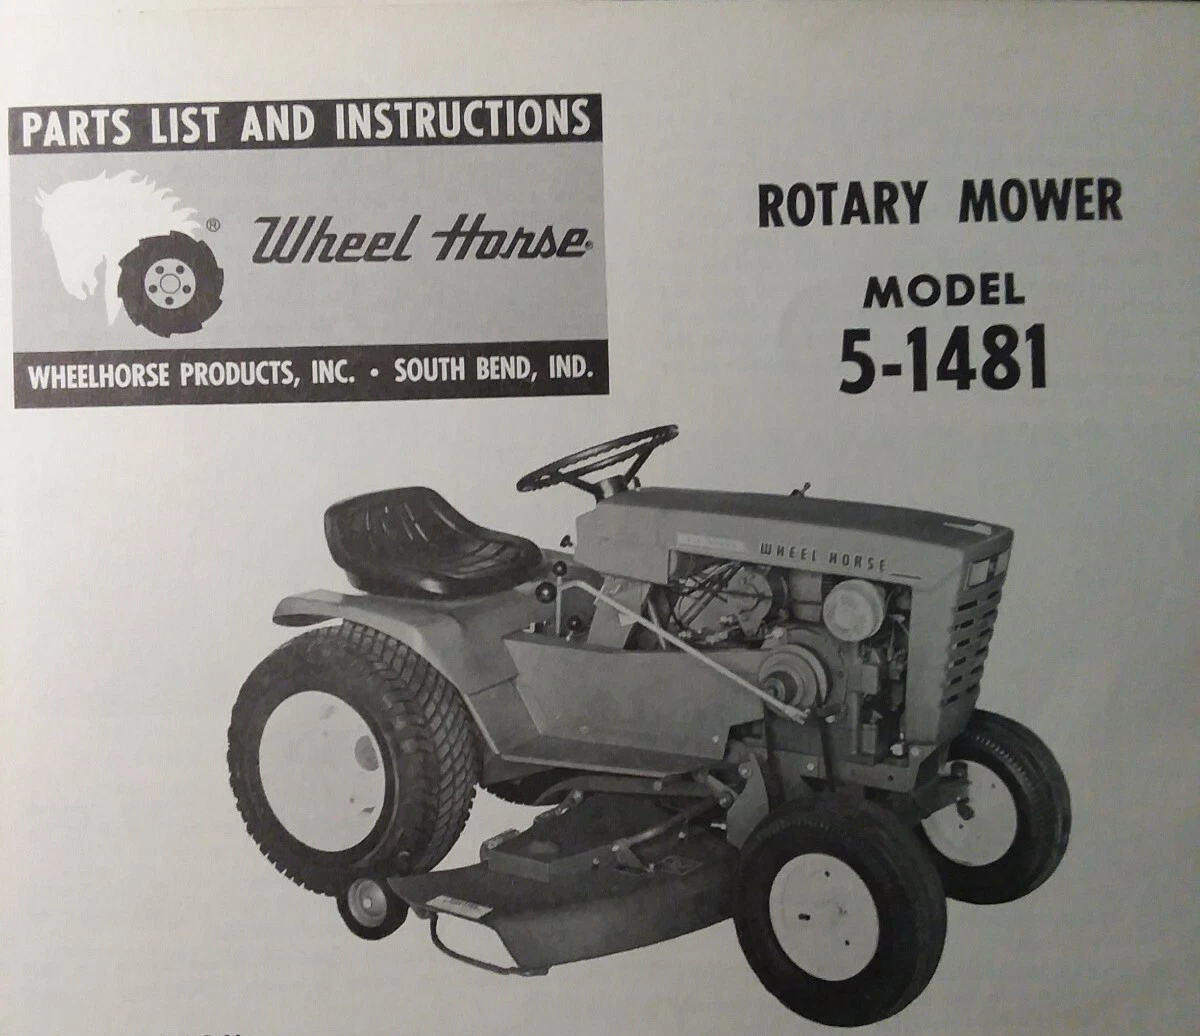 PARTS LIST AND INSTRUCTIONS
® Wheel Horse®
WHEELHORSE PRODUCTS, INC. • SOUTH BEND, IND.
ROTARY MOWER
MODEL
5-1481
WHEEL HORSE